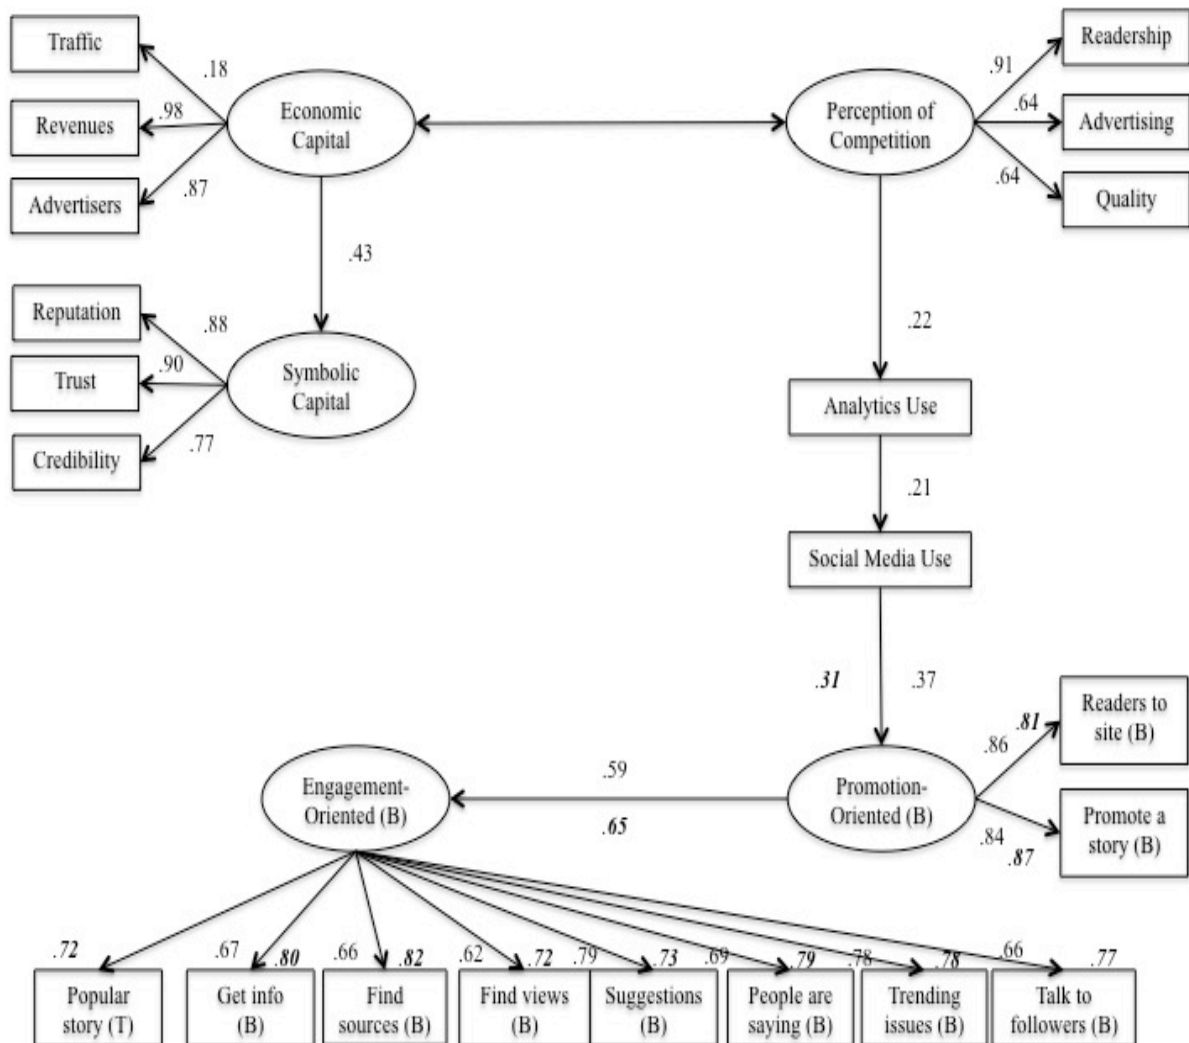 Traffic
.18
Revenues
.98
Advertisers
.87
Economic
Capital
Perception of
Competition
.91
Readership
.64
Advertising
.64
Quality
.43
.22
Reputation
.88
Trust
.90
Credibility
.77
Symbolic
Capital
Analytics Use
.21
Social Media Use
.31
.37
Engagement-
Oriented (B)
.59
.65
Promotion-
Oriented (B)
.81
.86
Readers to
site (B)
.84
.87
Promote a
story (B)
.72
.67
.80
.66
.82
.62
.72
.79
.73
.69
.79
.78
.78
.66
.77
Popular
story (T)
Get info
(B)
Find
sources (B)
Find views
(B)
Suggestions
(B)
People are
saying (B)
Trending
issues (B)
Talk to
followers (B)